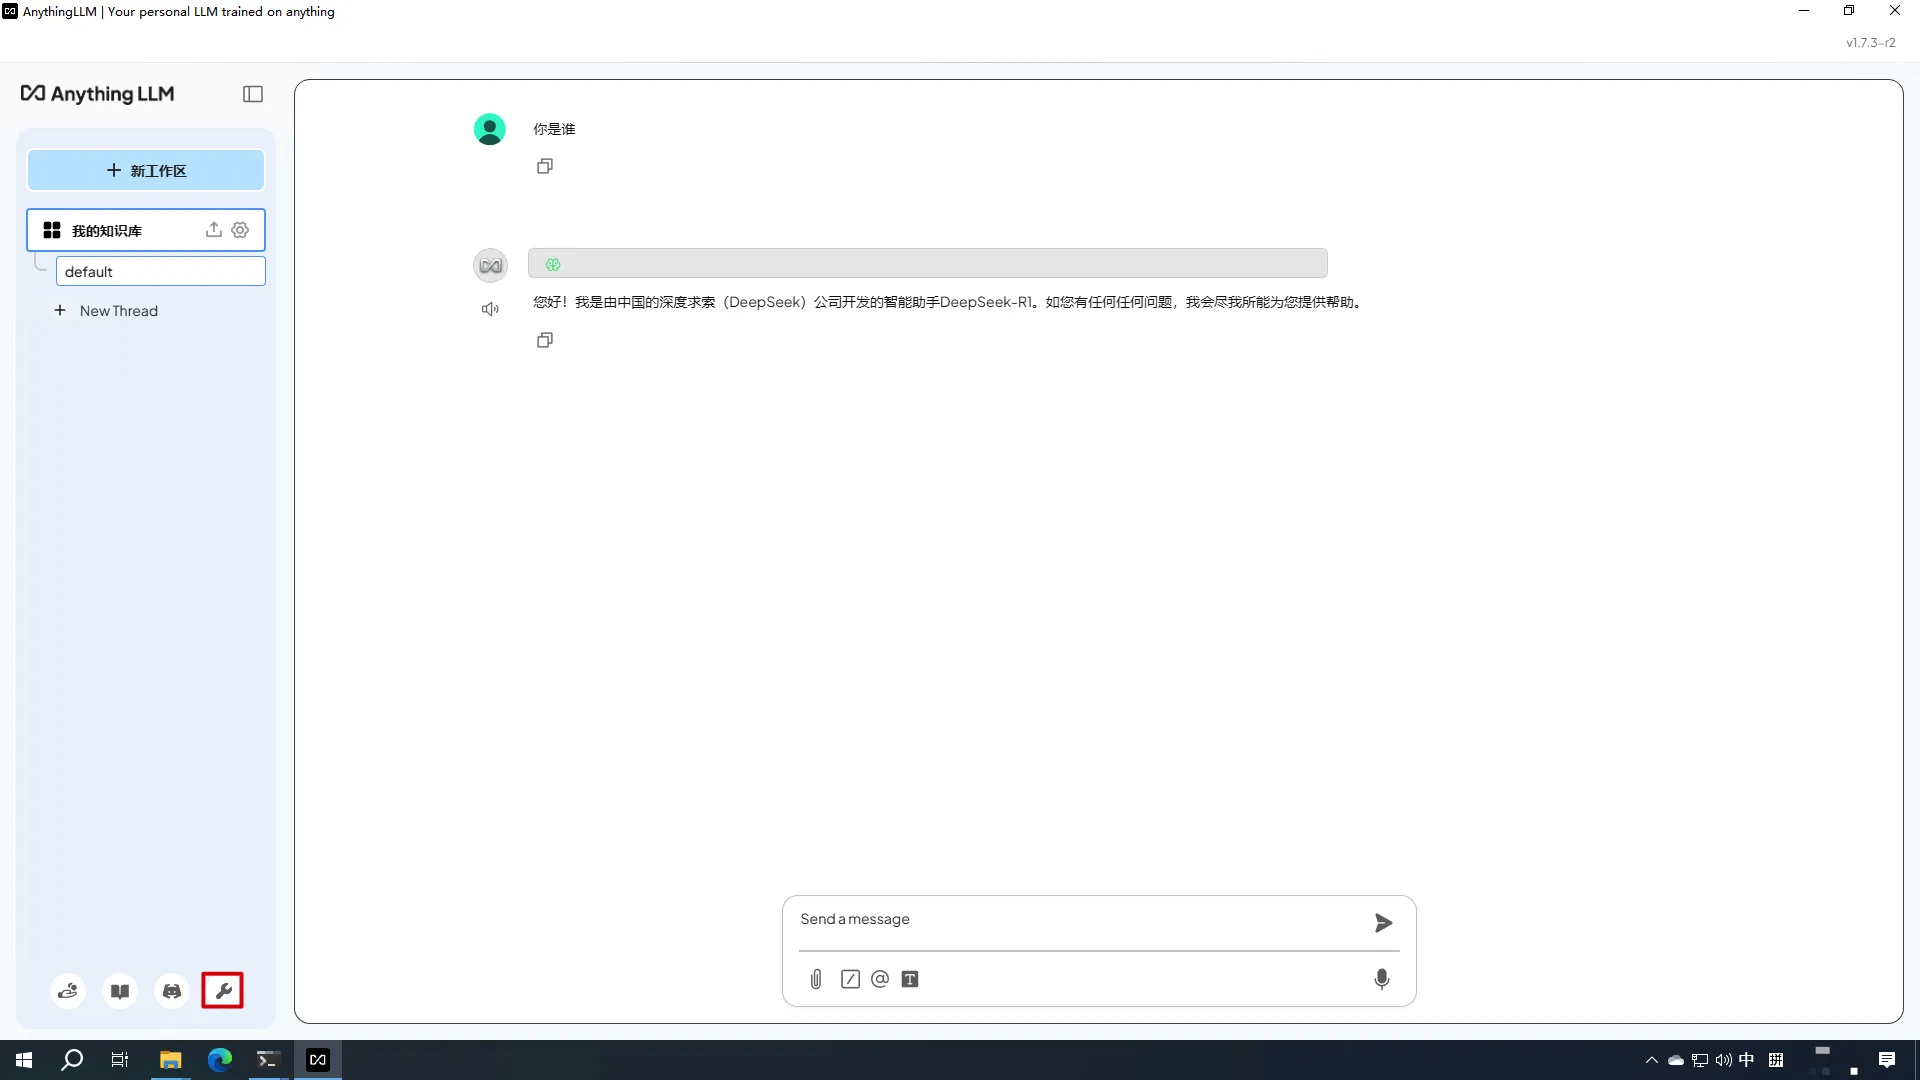 AnythingLLM | Your personal LLM trained on anything
v1.7.3-r2
Anything LLM
新工作区
我的知识库
default
New Thread
你是谁
您好！我是由中国的深度求索（DeepSeek）公司开发的智能助手DeepSeek-R1。如您有任何任何问题，我会尽我所能为您提供帮助。
Send a message
中
拼